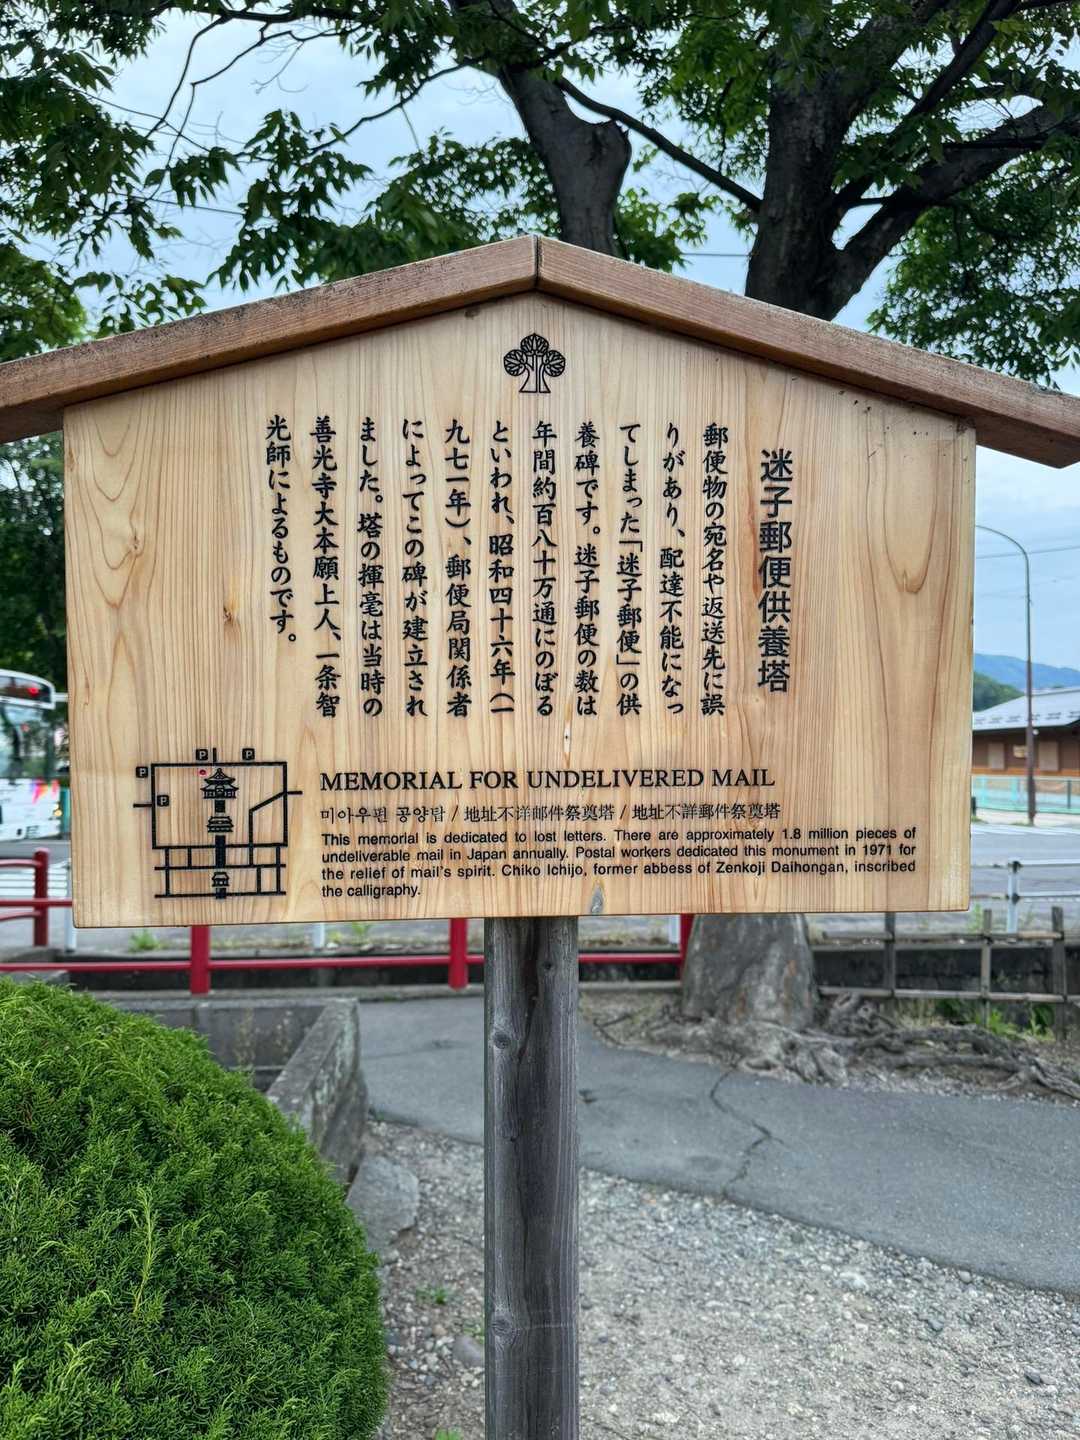 迷子郵便供養塔
郵便物の宛名や返送先に誤
りがあり、配達不能になっ
てしまった「迷子郵便」の供
養碑です。迷子郵便の数は
年間約百八十万通にのぼる
といわれ、昭和四十六年(一
九七一年)、郵便局関係者
によってこの碑が建立され
ました。塔の揮毫は当時の
善光寺大本願上人、一条智
光師によるものです。
P
P
P
P
MEMORIAL FOR UNDELIVERED MAIL
미아우편 공양탑 / 地址不详邮件祭奠塔 / 地址不詳郵件祭奠塔
This memorial is dedicated to lost letters. There are approximately 1.8 million pieces of
undeliverable mail in Japan annually. Postal workers dedicated this monument in 1971 for
the relief of mail's spirit. Chiko Ichijo, former abbess of Zenkoji Daihongan, inscribed
the calligraphy.